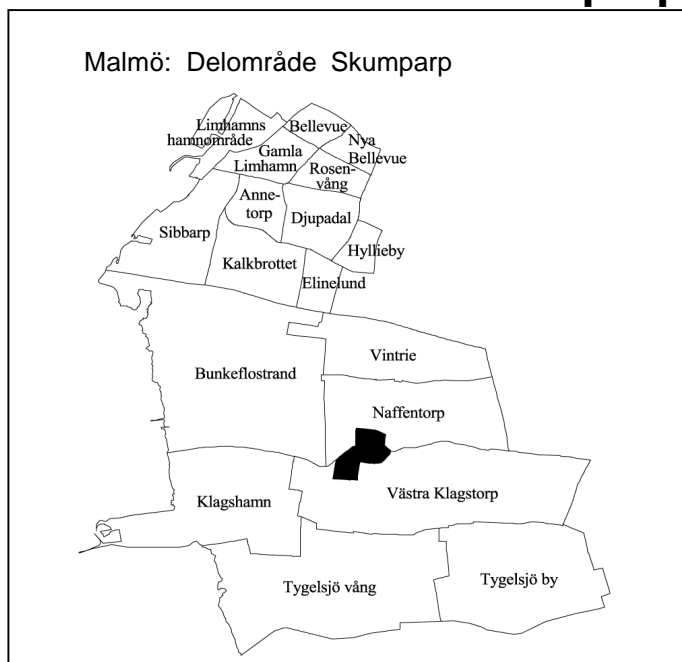 Malmö: Delområde Skumparp
Limhamns
hamnområde
Bellevue
Nya
Bellevue
Gamla
Limhamn
Rosen-
vång
Anne-
torp
Djupadal
Sibbarp
Hyllieby
Kalkbrottet
Elinelund
Vintrie
Bunkeflostrand
Naffentorp
Klagshamn
Västra Klagstorp
Tygelsjö vång
Tygelsjö by